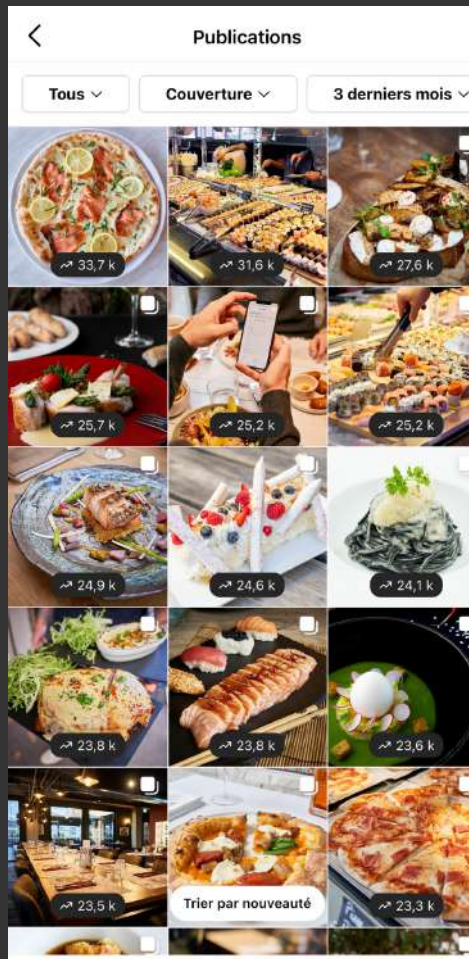 Publications
Tous
Couverture
3 derniers mois
33,7 k
31,6 k
27,6 k
25,7 k
25,2 k
25,2 k
24,9 k
24,6 k
24,1 k
23,8 k
23,8 k
23,6 k
23,5 k
Trier par nouveauté
23,3 k